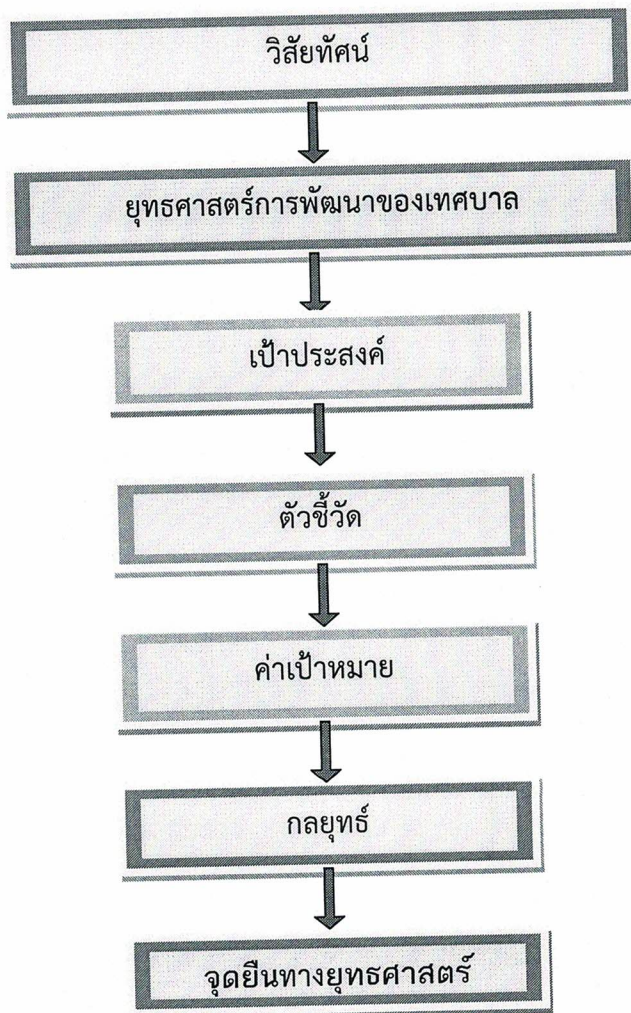 วิสัยทัศน์
ยุทธศาสตร์การพัฒนาของเทศบาล
เป้าประสงค์
ตัวชี้วัด
ค่าเป้าหมาย
กลยุทธ์
จุดยืนทางยุทธศาสตร์